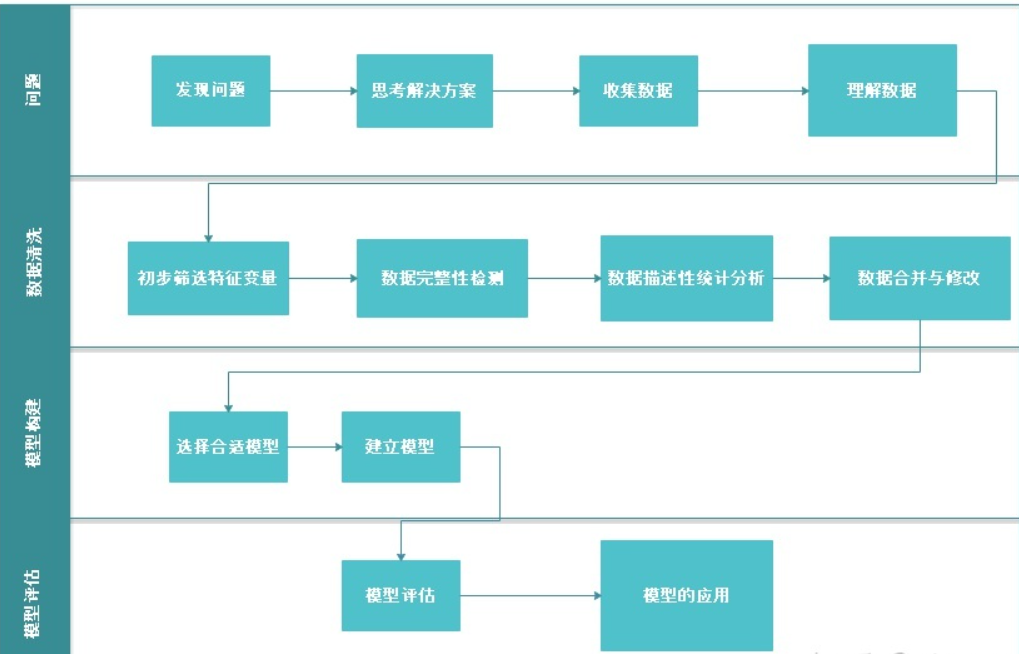 问题
发现问题
思考解决方案
收集数据
理解数据
数据清洗
初步筛选特征变量
数据完整性检测
数据描述性统计分析
数据合并与修改
模型构建
选择合适模型
建立模型
模型评估
模型评估
模型的应用